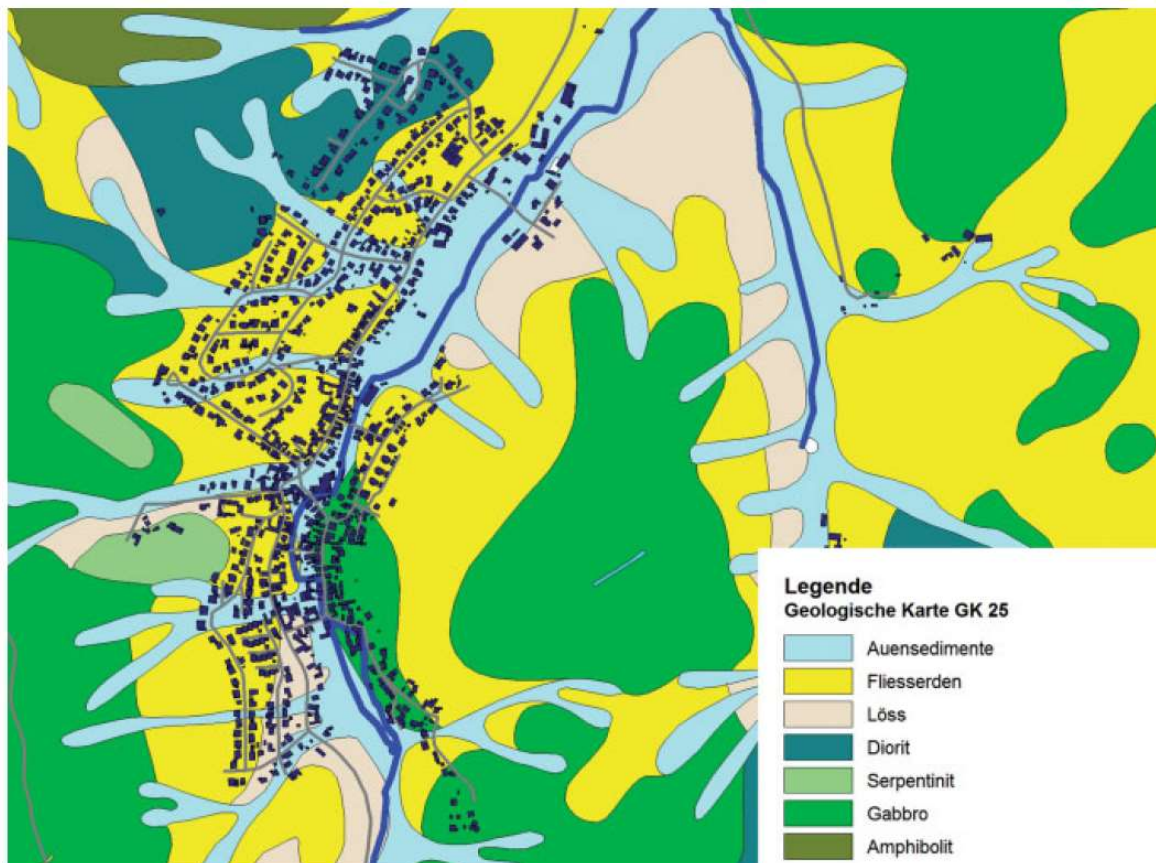 Legende
Geologische Karte GK 25
Auensedimente
Fliesserden
Löss
Diorit
Serpentinit
Gabbro
Amphibolit